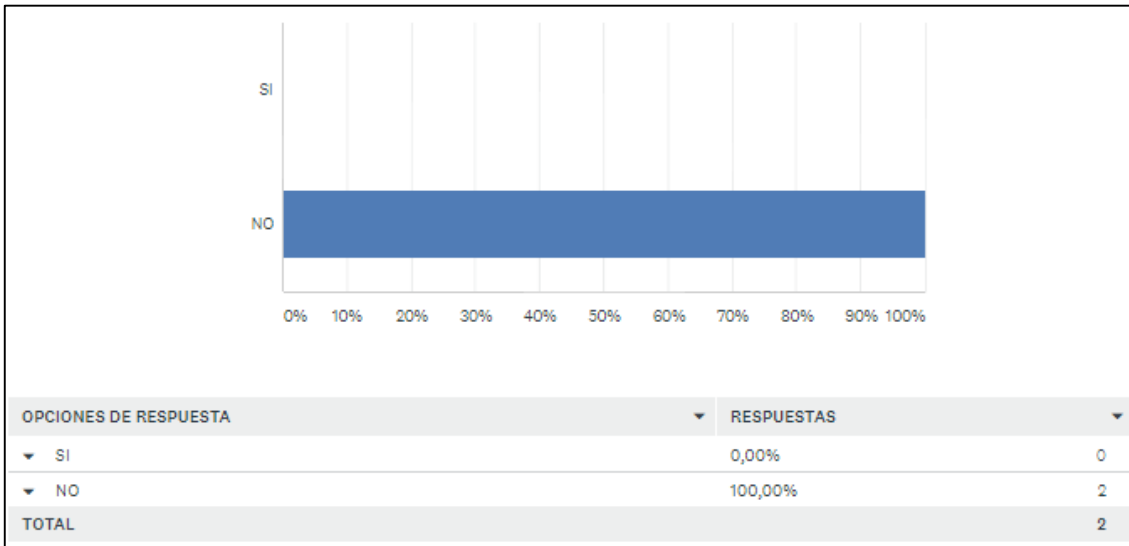 SI
NO
0% 10% 20% 30% 40% 50% 60% 70% 80% 90% 100%
OPCIONES DE RESPUESTA RESPUESTAS
SI 0,00% 0
NO 100,00% 2
TOTAL 2